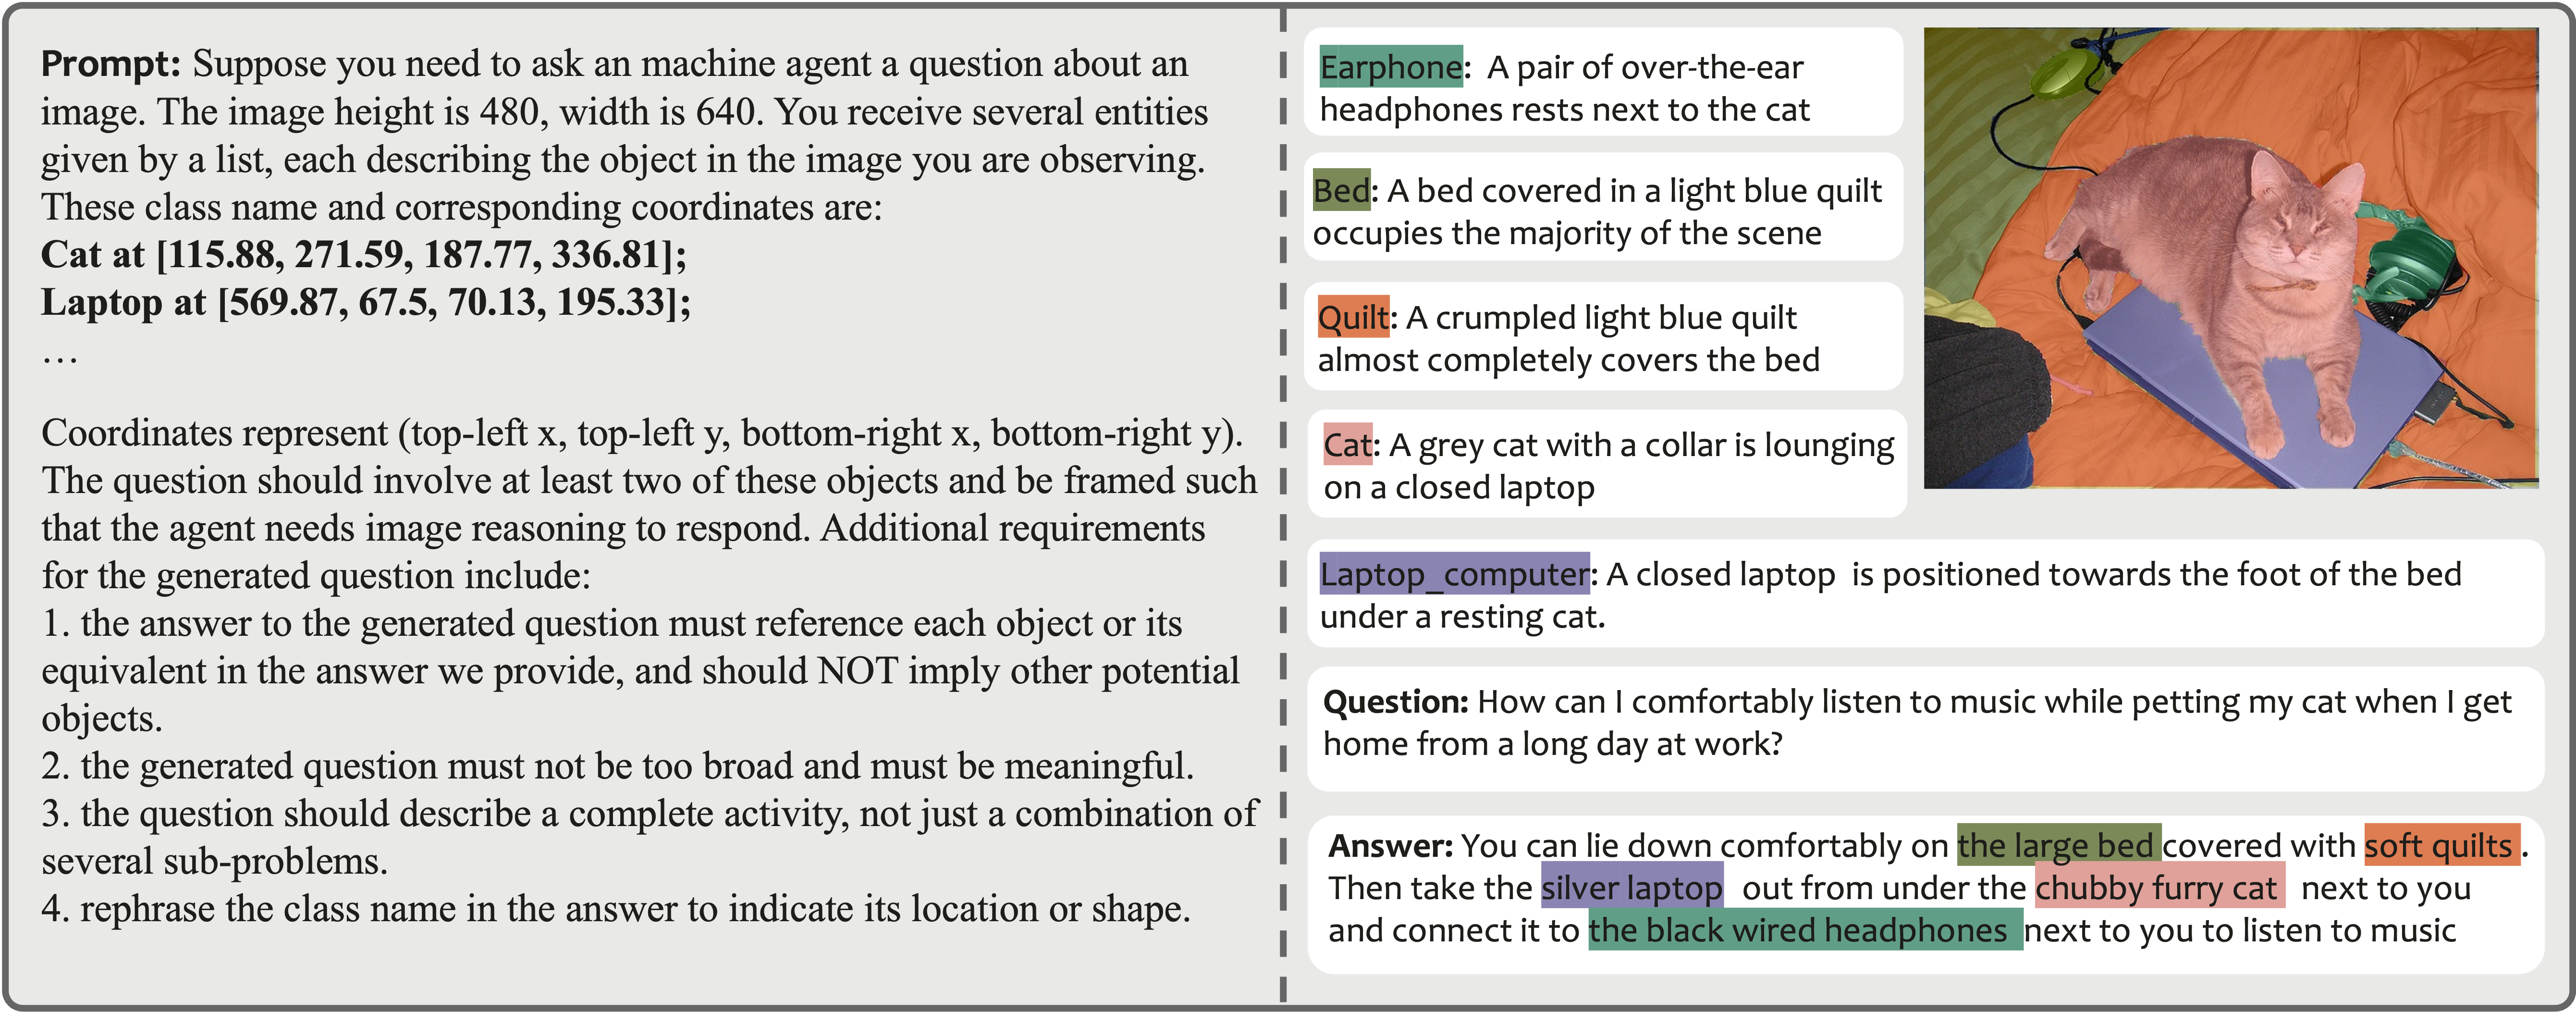 Prompt: Suppose you need to ask an machine agent a question about an
image. The image height is 480, width is 640. You receive several entities
given by a list, each describing the object in the image you are observing.
These class name and corresponding coordinates are:
Cat at [115.88, 271.59, 187.77, 336.81];
Laptop at [569.87, 67.5, 70.13, 195.33];
…
Coordinates represent (top-left x, top-left y, bottom-right x, bottom-right y).
The question should involve at least two of these objects and be framed such
that the agent needs image reasoning to respond. Additional requirements
for the generated question include:
1. the answer to the generated question must reference each object or its
equivalent in the answer we provide, and should NOT imply other potential
objects.
2. the generated question must not be too broad and must be meaningful.
3. the question should describe a complete activity, not just a combination of
several sub-problems.
4. rephrase the class name in the answer to indicate its location or shape.
Earphone: A pair of over-the-ear
headphones rests next to the cat
Bed: A bed covered in a light blue quilt
occupies the majority of the scene
Quilt: A crumpled light blue quilt
almost completely covers the bed
Cat: A grey cat with a collar is lounging
on a closed laptop
Laptop_computer: A closed laptop is positioned towards the foot of the bed
under a resting cat.
Question: How can I comfortably listen to music while petting my cat when I get
home from a long day at work?
Answer: You can lie down comfortably on the large bed covered with soft quilts .
Then take the silver laptop out from under the chubby furry cat next to you
and connect it to the black wired headphones next to you to listen to music